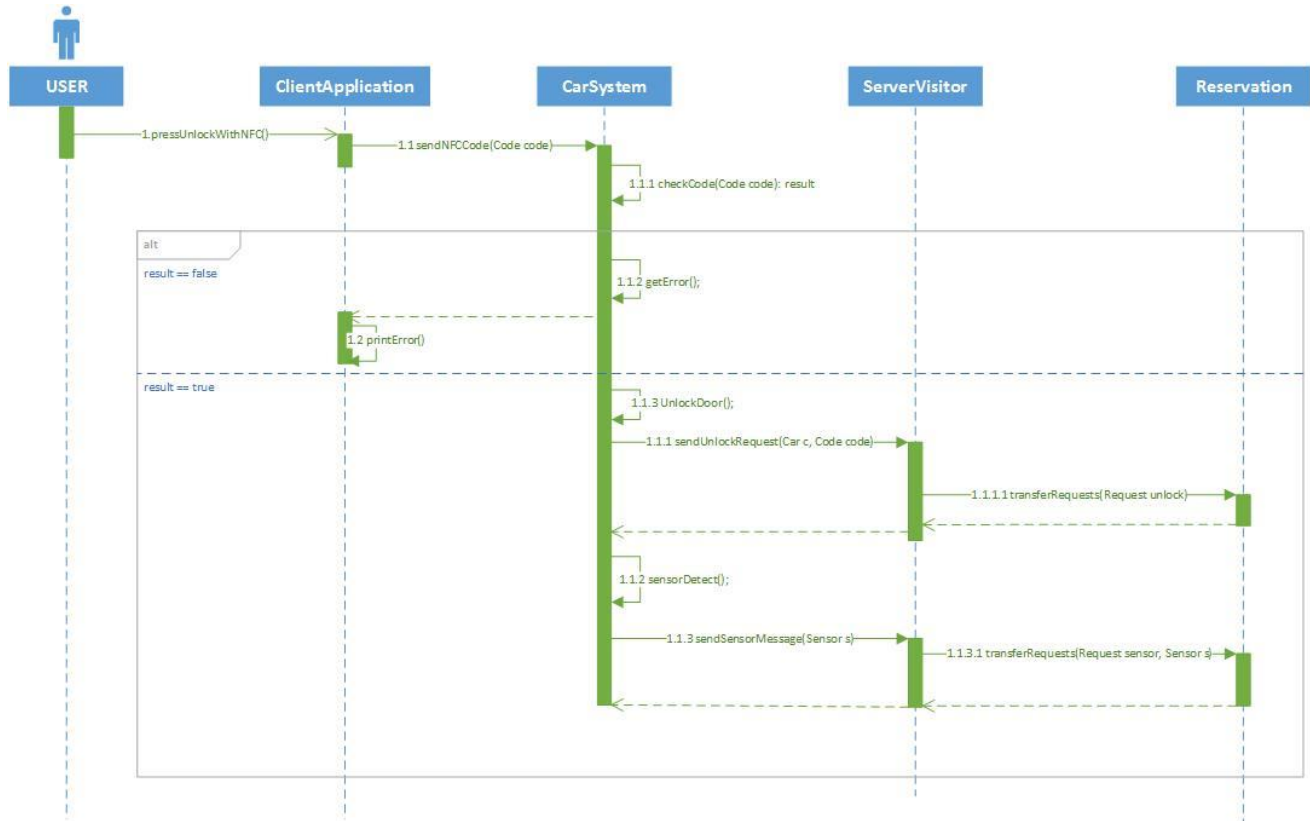 USER
ClientApplication
CarSystem
ServerVisitor
Reservation
1.pressUnlockWithNFC()
1.1 sendNFCCode(Code code)
1.1.1 checkCode(Code code): result
alt
result == false
1.1.2 getError();
1.2 printError()
result == true
1.1.3 UnlockDoor();
1.1.1 sendUnlockRequest(Car c, Code code)
1.1.1.1 transferRequests(Request unlock)
1.1.2 sensorDetect();
1.1.3 sendSensorMessage(Sensor s)
1.1.3.1 transferRequests(Request sensor, Sensor s)